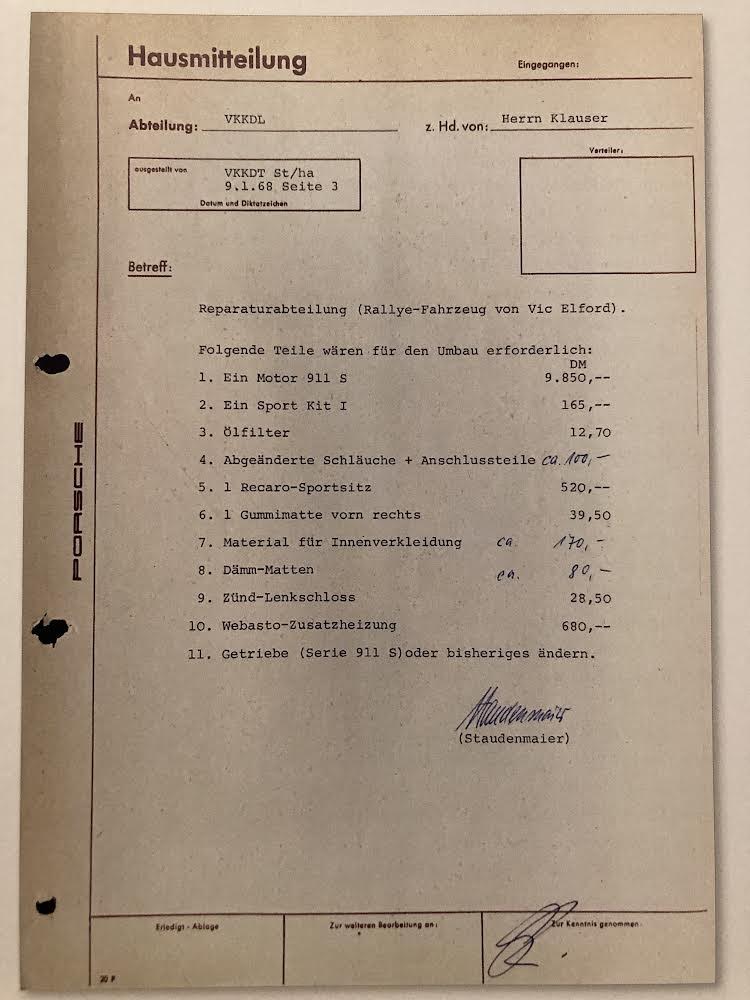 Hausmitteilung
Eingegangen:
An
Abteilung: VKKDL
z. Hd. von: Herrn Klauser
Verteiler:
ausgestellt von VKKDT St/ha
9.1.68 Seite 3
Datum und Diktatzeichen
Betreff:
Reparaturabteilung (Rallye-Fahrzeug von Vic Elford).
Folgende Teile wären für den Umbau erforderlich:
DM
1. Ein Motor 911 S 9.850,--
2. Ein Sport Kit I 165,--
3. Ölfilter 12,70
4. Abgeänderte Schläuche + Anschlussteile ca. 100,-
5. 1 Recaro-Sportsitz 520,--
6. 1 Gummimatte vorn rechts 39,50
7. Material für Innenverkleidung ca. 170,-
8. Dämm-Matten ca. 80,-
9. Zünd-Lenkschloss 28,50
10. Webasto-Zusatzheizung 680,--
11. Getriebe (Serie 911 S)oder bisheriges ändern.
Staudenmaier
(Staudenmaier)
PORSCHE
Erledigt - Ablage
Zur weiteren Bearbeitung an:
Zur Kenntnis genommen:
20 P